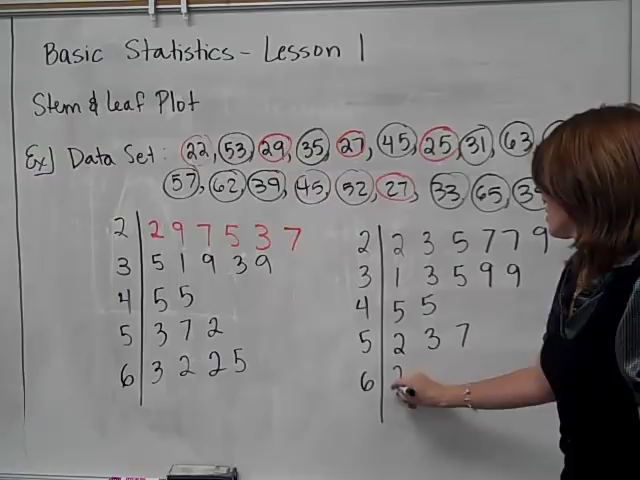 Basic Statistics - Lesson 1
Stem & Leaf Plot
Ex) Data Set: 22, 53, 29, 35, 27, 45, 25, 31, 63,
57, 62, 39, 45, 52, 27, 33, 65, 39
2 | 2 9 7 5 3 7
3 | 5 1 9 3 9
4 | 5 5
5 | 3 7 2
6 | 3 2 2 5
2 | 2 3 5 7 7 9
3 | 1 3 5 9 9
4 | 5 5
5 | 2 3 7
6 | 2